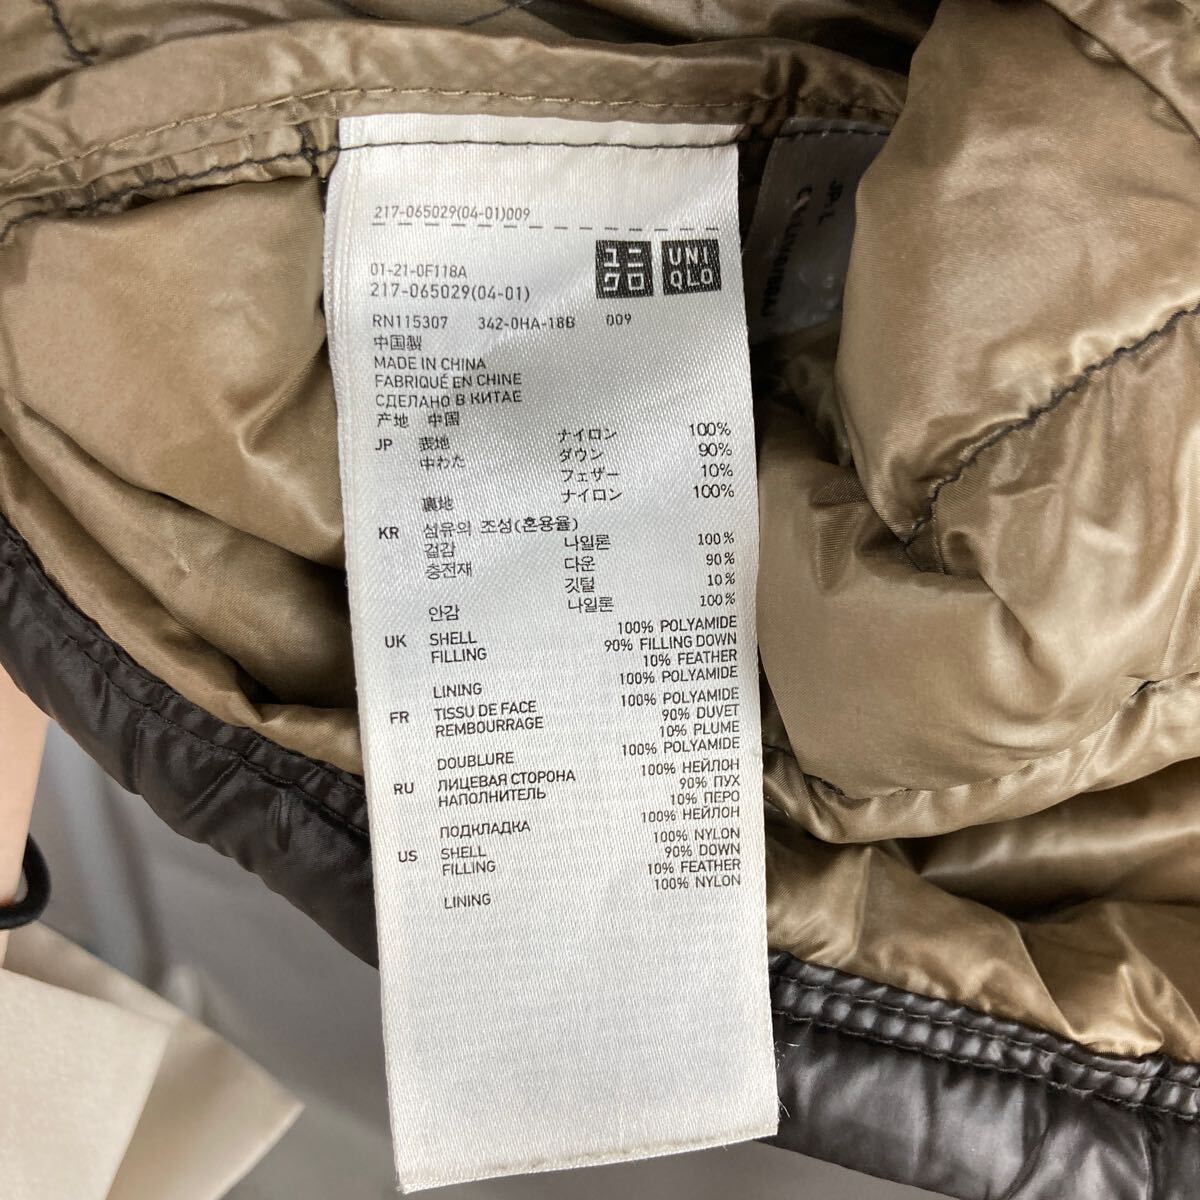 217-065029(04-01)009
01-21-0F118A
217-065029(04-01)
ユニ
クロ
UNI
QLO
RN115307 342-0HA-18B 009
中国製
MADE IN CHINA
FABRIQUÉ EN CHINE
СДЕЛАНО В КИТАЕ
产地 中国
JP 表地 ナイロン 100%
中わた ダウン 90%
フェザー 10%
裏地 ナイロン 100%
KR 섬유의 조성(혼용율)
겉감 나일론 100%
충전재 다운 90%
깃털 10%
안감 나일론 100%
UK SHELL 100% POLYAMIDE
FILLING 90% FILLING DOWN
10% FEATHER
LINING 100% POLYAMIDE
FR TISSU DE FACE 100% POLYAMIDE
REMBOURRAGE 90% DUVET
10% PLUME
DOUBLURE 100% POLYAMIDE
RU ЛИЦЕВАЯ СТОРОНА 100% НЕЙЛОН
НАПОЛНИТЕЛЬ 90% ПУХ
10% ПЕРО
ПОДКЛАДКА 100% НЕЙЛОН
US SHELL 100% NYLON
FILLING 90% DOWN
10% FEATHER
LINING 100% NYLON
JP: L